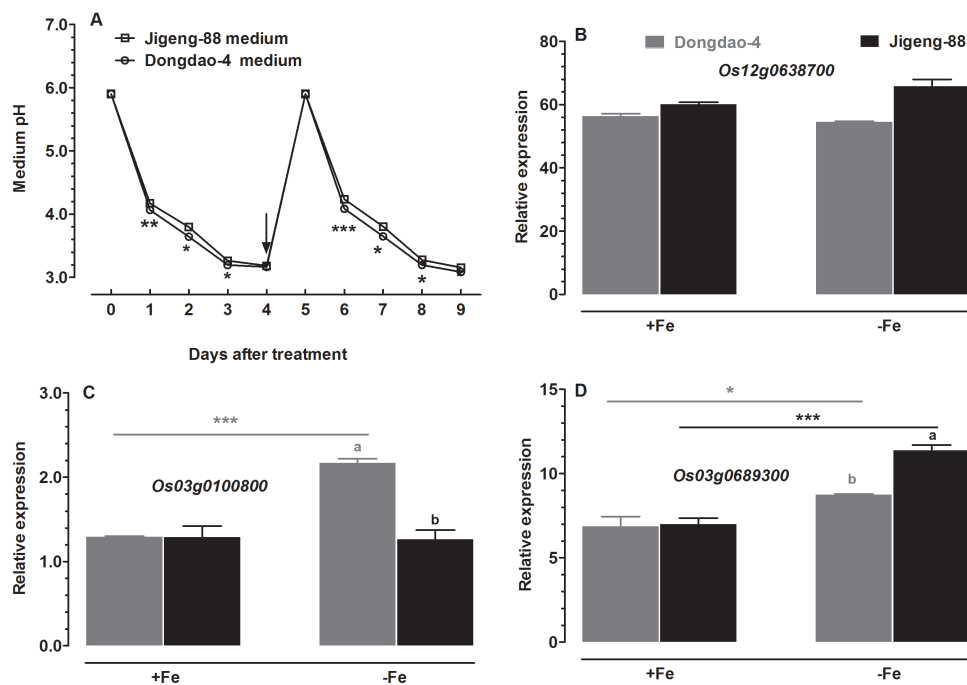 A
Jigeng-88 medium
Dongdao-4 medium
Medium pH
7.0
6.0
5.0
4.0
3.0
**
*
*
***
*
*
0 1 2 3 4 5 6 7 8 9
Days after treatment
B
Dongdao-4 Jigeng-88
Os12g0638700
Relative expression
80
60
40
20
0
+Fe -Fe
C
***
a
Os03g0100800
b
Relative expression
3.0
2.0
1.0
0.0
+Fe -Fe
D
*
***
a
Os03g0689300
b
Relative expression
15
10
5
0
+Fe -Fe